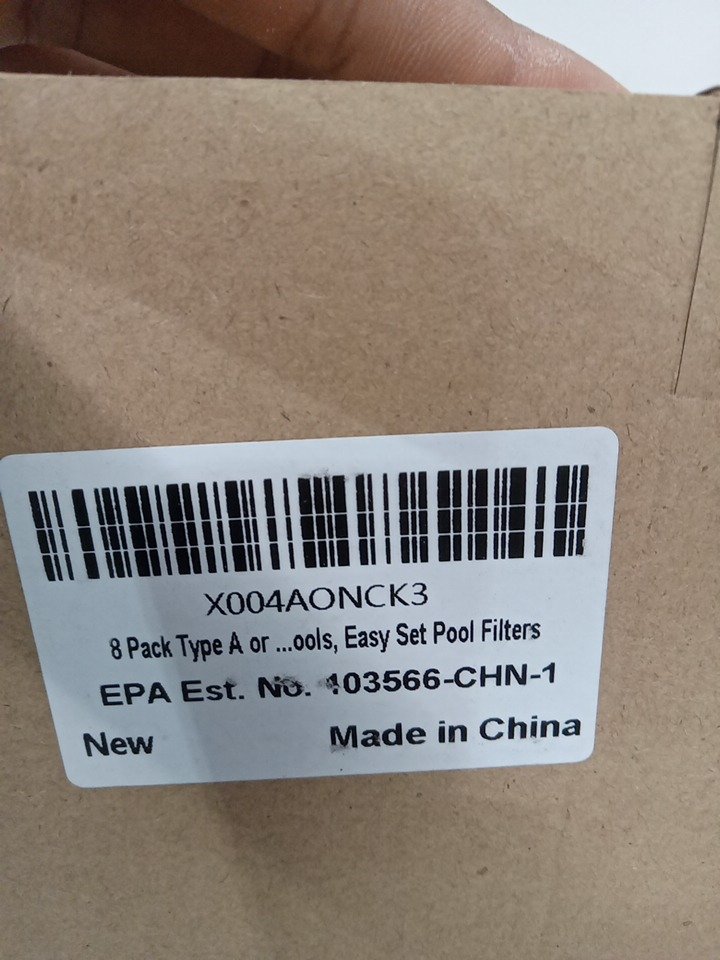 X004AONCK3
8 Pack Type A or ...ools, Easy Set Pool Filters
EPA Est. No. 103566-CHN-1
New
Made in China